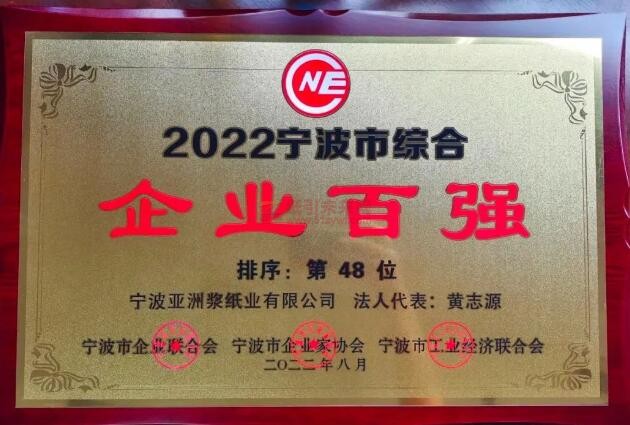 CNE
2022宁波市综合
企业百强
排序：第 48 位
宁波亚洲浆纸业有限公司 法人代表：黄志源
宁波市企业联合会 宁波市企业家协会 宁波市工业经济联合会
二〇二二年八月